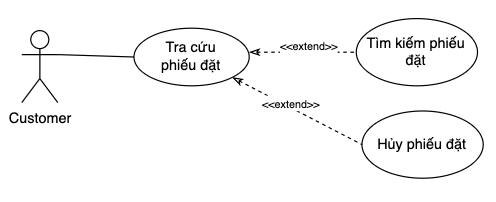 Tra cứu
phiếu đặt
<<extend>>
Tìm kiếm phiếu
đặt
<<extend>>
Customer
Hủy phiếu đặt